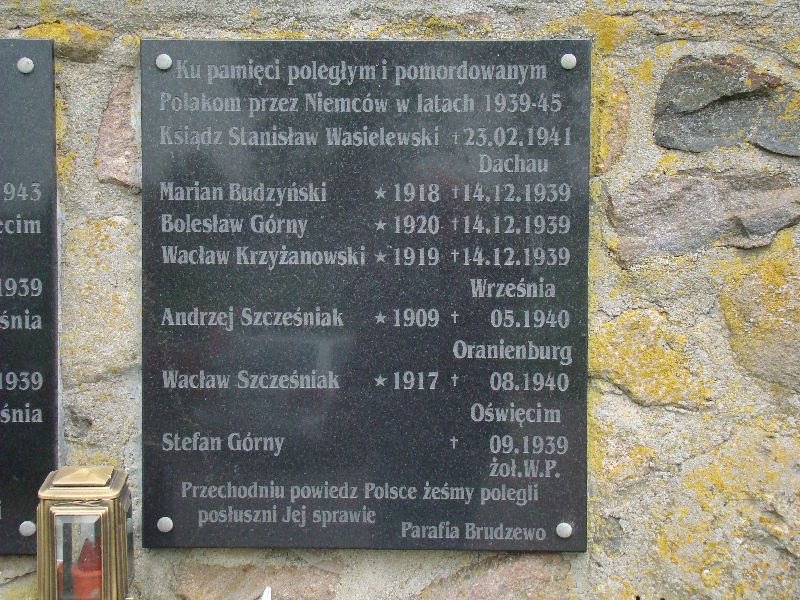 Ku pamięci poległym i pomordowanym
Polakom przez Niemców w latach 1939-45
Ksiądz Stanisław Wasielewski †23.02.1941
Dachau
Marian Budzyński ★1918 †14.12.1939
Bolesław Górny ★1920 †14.12.1939
Wacław Krzyżanowski ★1919 †14.12.1939
Września
Andrzej Szcześniak ★1909 † 05.1940
Oranienburg
Wacław Szcześniak ★1917 † 08.1940
Oświęcim
Stefan Górny † 09.1939
żoł.W.P.
Przechodniu powiedz Polsce żeśmy polegli
posłuszni Jej sprawie
Parafia Brudzewo